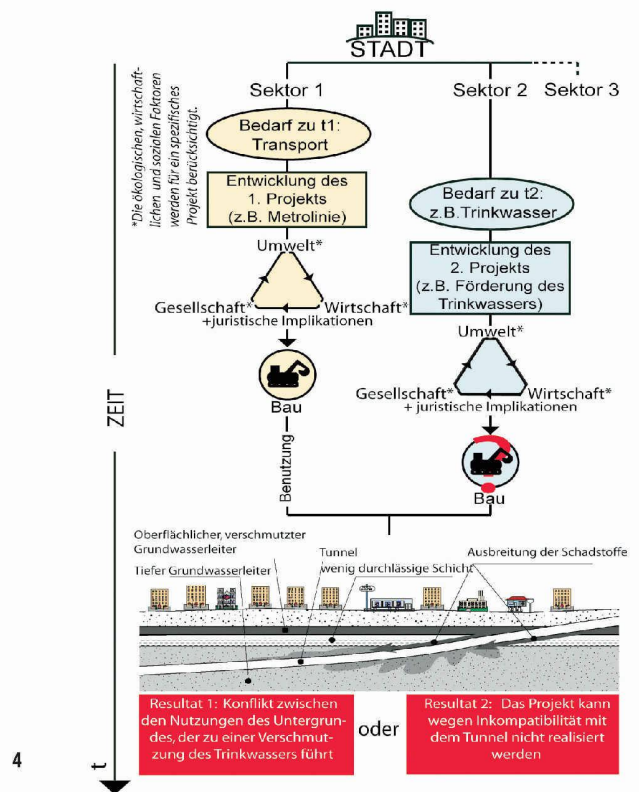 STADT
Sektor 1
Sektor 2
Sektor 3
*Die ökologischen, wirtschaft-
lichen und sozialen Faktoren
werden für ein spezifisches
Projekt berücksichtigt.
Bedarf zu t1:
Transport
Entwicklung des
1. Projekts
(z.B. Metrolinie)
Umwelt*
Gesellschaft*
Wirtschaft*
+juristische Implikationen
Bau
Benutzung
Bedarf zu t2:
z.B.Trinkwasser
Entwicklung des
2. Projekts
(z.B. Förderung des
Trinkwassers)
Umwelt*
Gesellschaft*
Wirtschaft*
+ juristische Implikationen
Bau
ZEIT
Oberflächlicher, verschmutzter
Grundwasserleiter
Tiefer Grundwasserleiter
Tunnel
wenig durchlässige Schicht
Ausbreitung der Schadstoffe
Resultat 1: Konflikt zwischen
den Nutzungen des Untergrun-
des, der zu einer Verschmut-
zung des Trinkwassers führt
oder
Resultat 2: Das Projekt kann
wegen Inkompatibilität mit
dem Tunnel nicht realisiert
werden
4
t